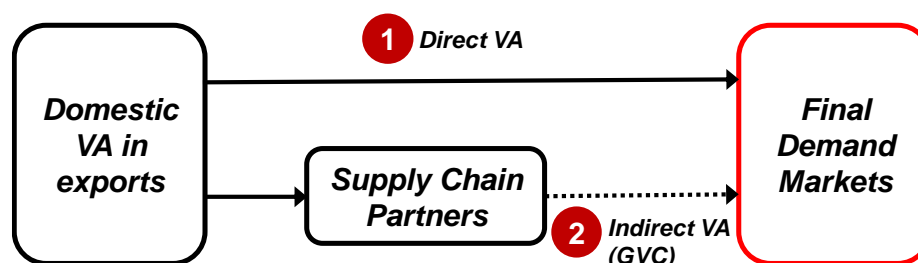 1 Direct VA
Domestic
VA in
exports
Final
Demand
Markets
Supply Chain
Partners
2 Indirect VA
(GVC)